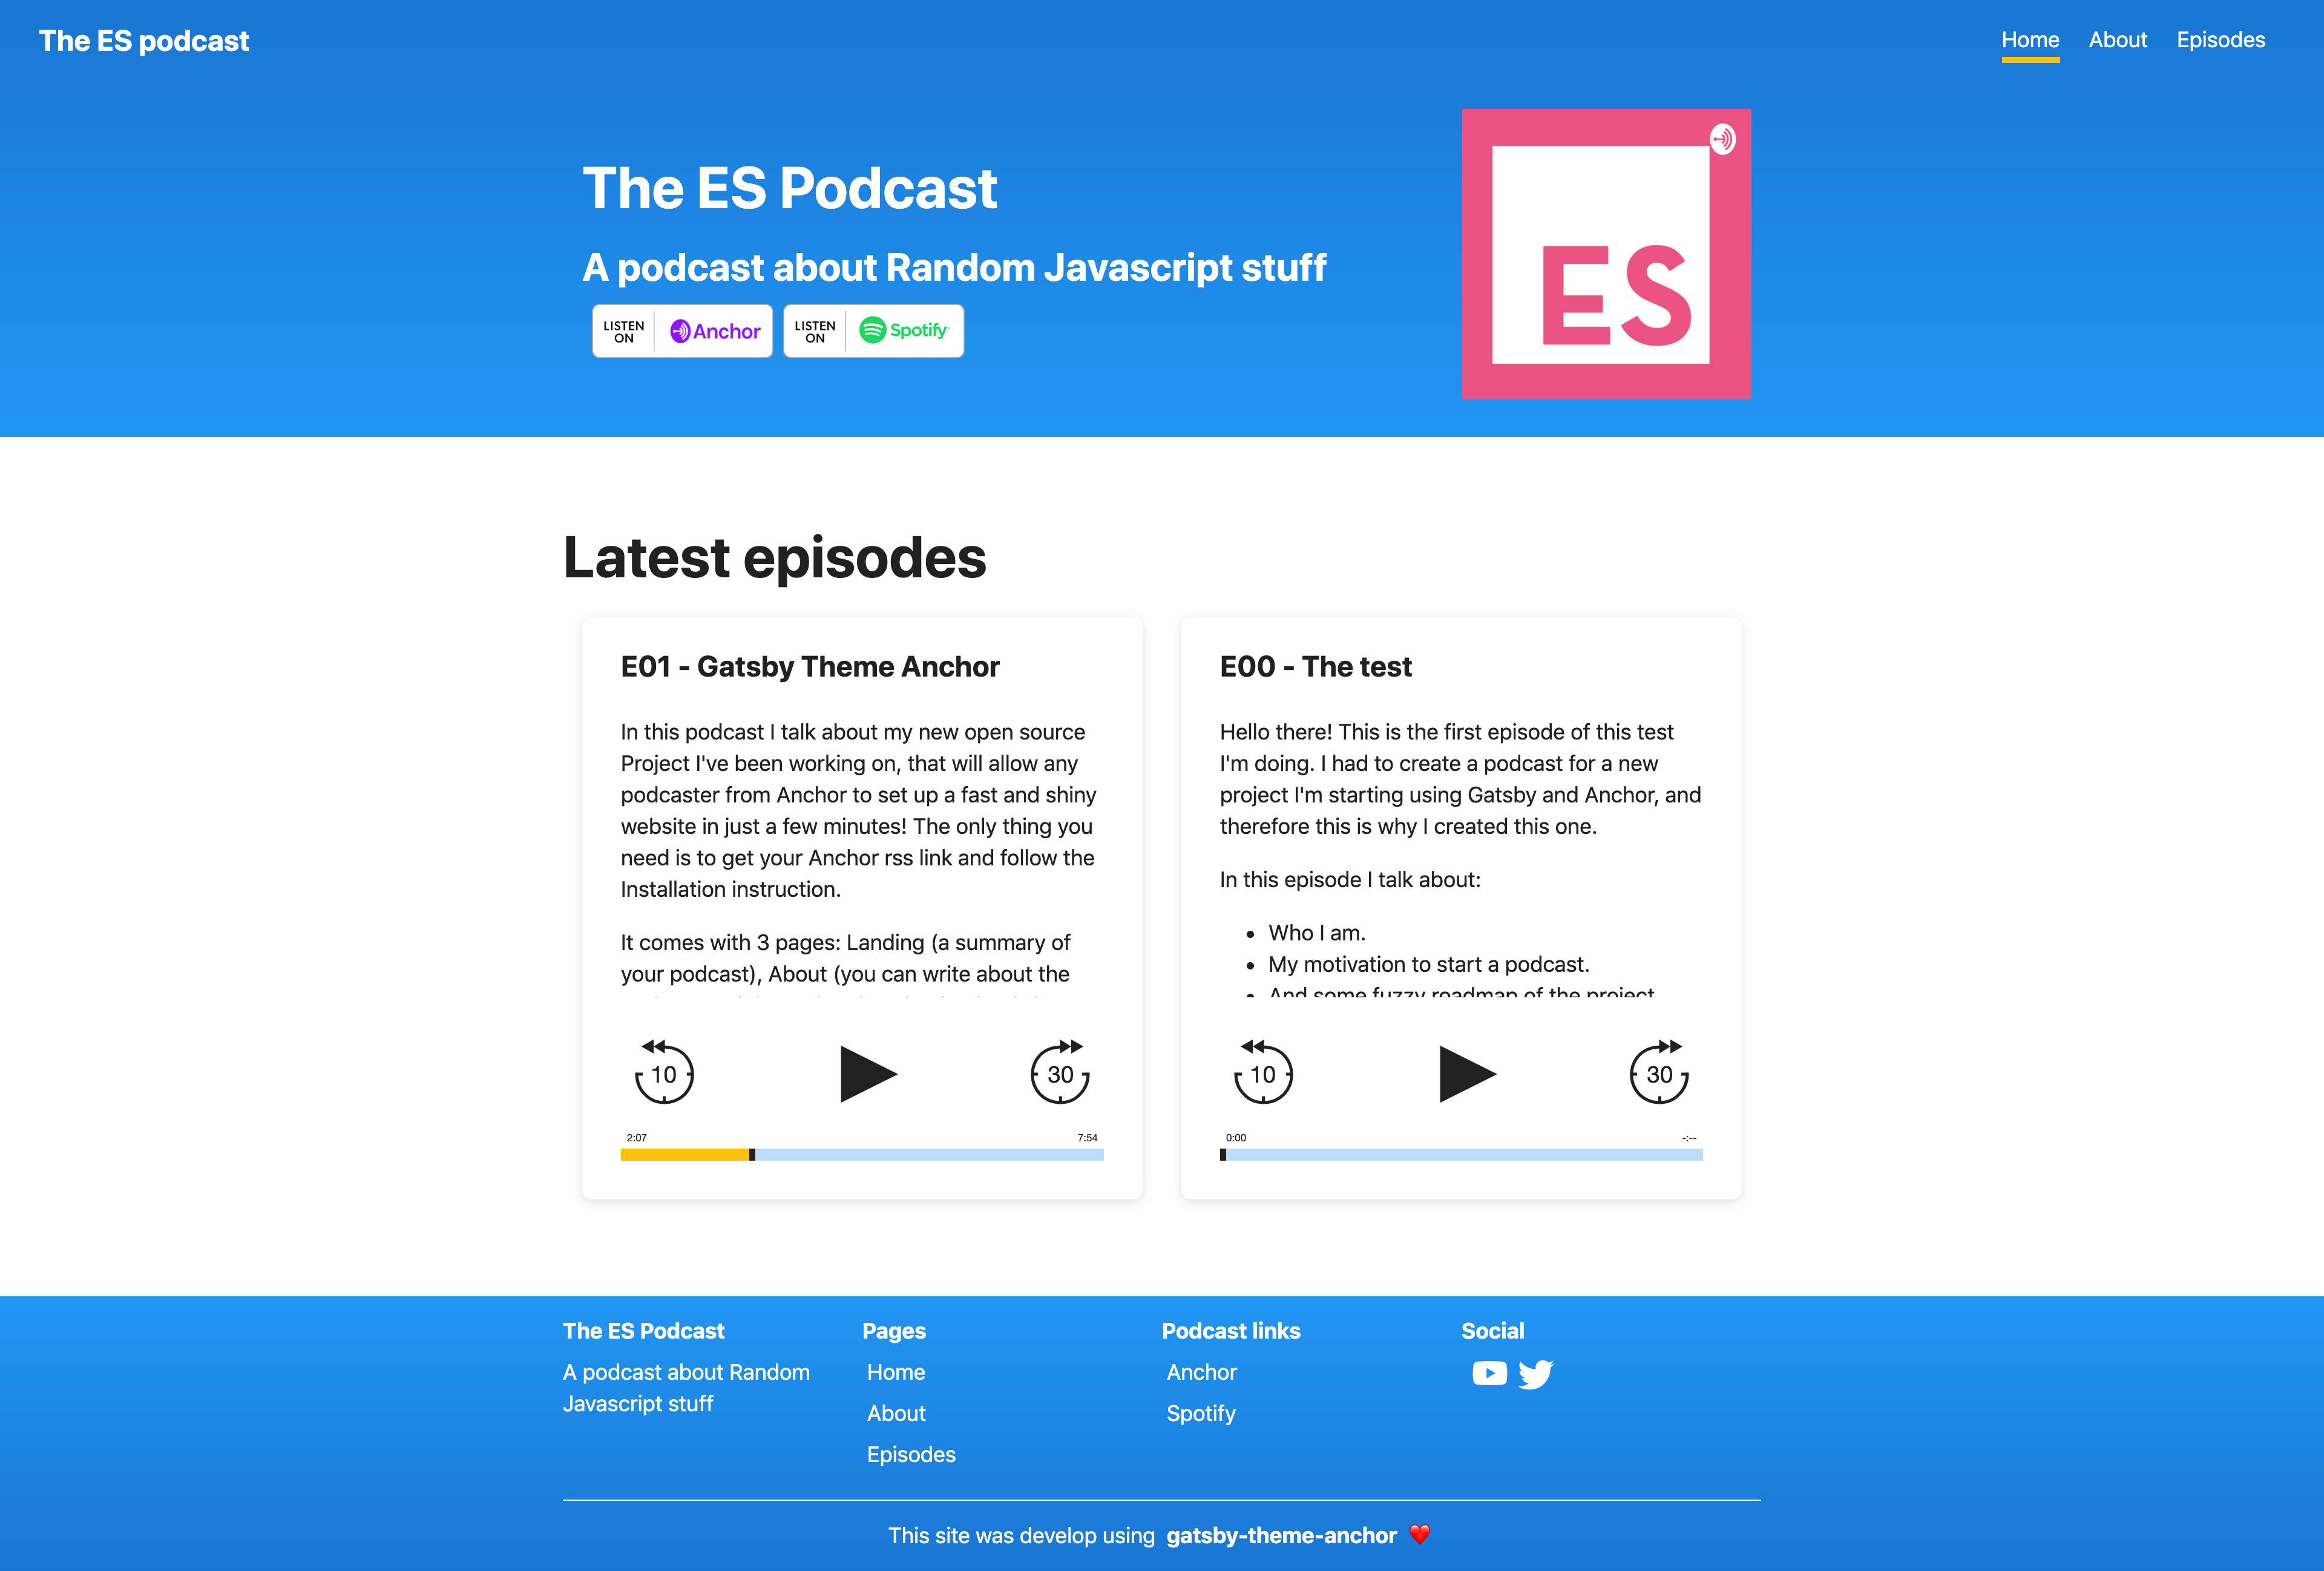 The ES podcast
Home About Episodes
The ES Podcast
A podcast about Random Javascript stuff
LISTEN ON Anchor
LISTEN ON Spotify
ES
Latest episodes
E01 - Gatsby Theme Anchor
In this podcast I talk about my new open source
Project I've been working on, that will allow any
podcaster from Anchor to set up a fast and shiny
website in just a few minutes! The only thing you
need is to get your Anchor rss link and follow the
Installation instruction.
It comes with 3 pages: Landing (a summary of
your podcast), About (you can write about the
10 30
2:07 7:54
E00 - The test
Hello there! This is the first episode of this test
I'm doing. I had to create a podcast for a new
project I'm starting using Gatsby and Anchor, and
therefore this is why I created this one.
In this episode I talk about:
• Who I am.
• My motivation to start a podcast.
• And some fuzzy roadmap of the project
10 30
0:00 -:--
The ES Podcast
A podcast about Random
Javascript stuff
Pages
Home
About
Episodes
Podcast links
Anchor
Spotify
Social
This site was develop using gatsby-theme-anchor ❤️